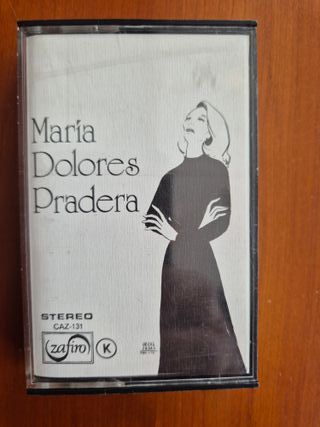 María
Dolores
Pradera
STEREO
CAZ-131
zafiro
K